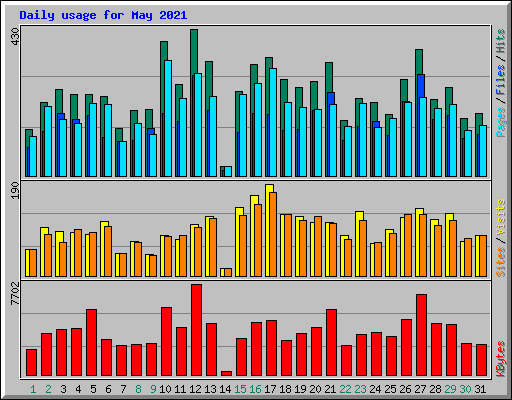 Daily usage for May 2021
430
Pages / Files / Hits
190
Sites / Visits
7702
KBytes
1 2 3 4 5 6 7 8 9 10 11 12 13 14 15 16 17 18 19 20 21 22 23 24 25 26 27 28 29 30 31